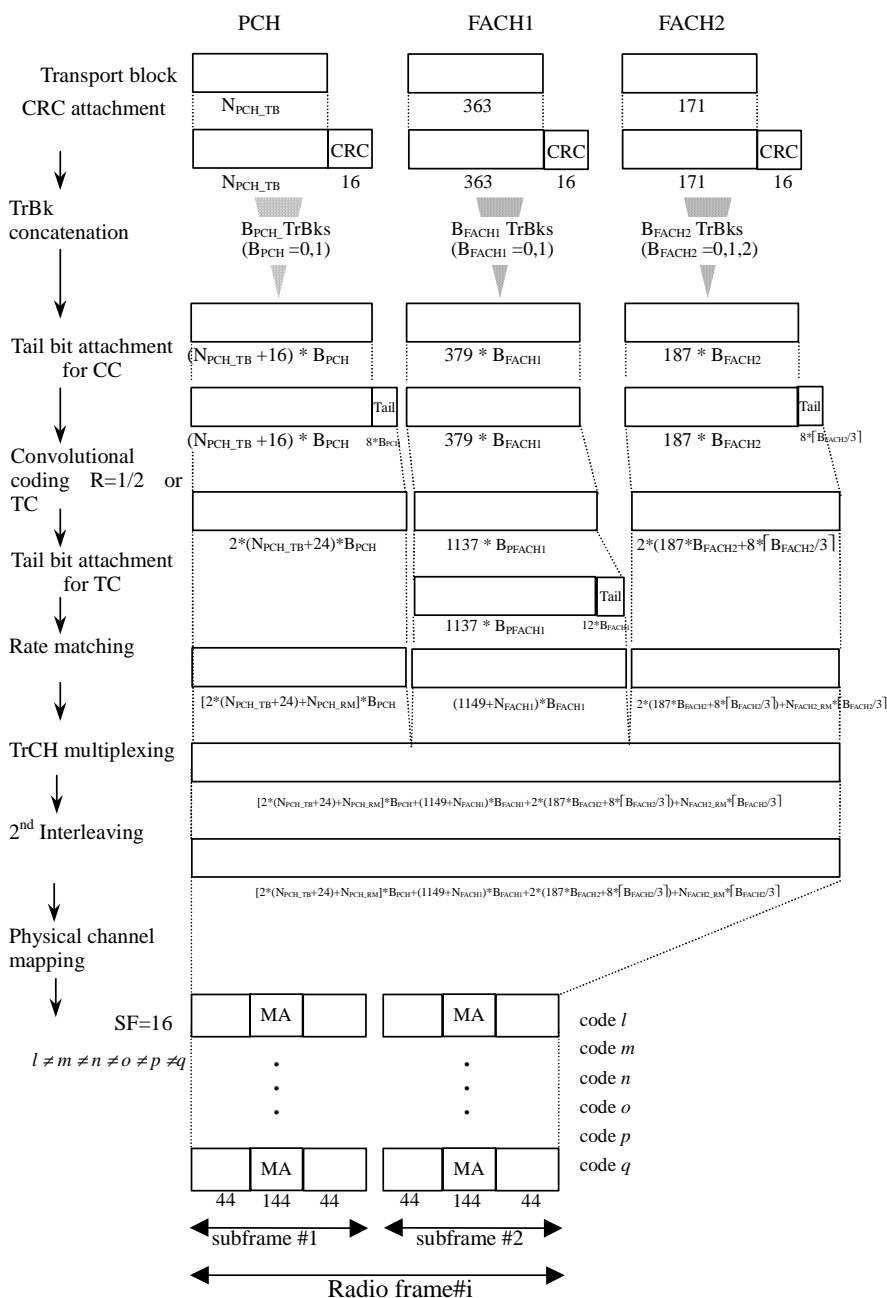 PCH FACH1 FACH2
Transport block
CRC attachment N_PCH_TB 363 171
CRC CRC CRC
N_PCH_TB 16 363 16 171 16
TrBk
concatenation
B_PCH_ TrBks B_FACH1 TrBks B_FACH2 TrBks
(B_PCH =0,1) (B_FACH1 =0,1) (B_FACH2 =0,1,2)
Tail bit attachment
for CC
(N_PCH_TB +16) * B_PCH 379 * B_FACH1 187 * B_FACH2
Tail Tail
(N_PCH_TB +16) * B_PCH 8*B_PCH 379 * B_FACH1 187 * B_FACH2 8*⌈B_FACH2/3⌉
Convolutional
coding R=1/2 or
TC
2*(N_PCH_TB+24)*B_PCH 1137 * B_PFACH1 2*(187*B_FACH2+8*⌈B_FACH2/3⌉
Tail bit attachment
for TC
Tail
1137 * B_PFACH1 12*B_FACH1
Rate matching
[2*(N_PCH_TB+24)+N_PCH_RM]*B_PCH (1149+N_FACH1)*B_FACH1 2*(187*B_FACH2+8*⌈B_FACH2/3⌉)+N_FACH2_RM*⌈B_FACH2/3⌉
TrCH multiplexing
[2*(N_PCH_TB+24)+N_PCH_RM]*B_PCH+(1149+N_FACH1)*B_FACH1+2*(187*B_FACH2+8*⌈B_FACH2/3⌉)+N_FACH2_RM*⌈B_FACH2/3⌉
2nd Interleaving
[2*(N_PCH_TB+24)+N_PCH_RM]*B_PCH+(1149+N_FACH1)*B_FACH1+2*(187*B_FACH2+8*⌈B_FACH2/3⌉)+N_FACH2_RM*⌈B_FACH2/3⌉
Physical channel
mapping
SF=16 MA MA code l
l ≠ m ≠ n ≠ o ≠ p ≠q code m
code n
code o
code p
MA MA code q
44 144 44 44 144 44
subframe #1 subframe #2
Radio frame#i